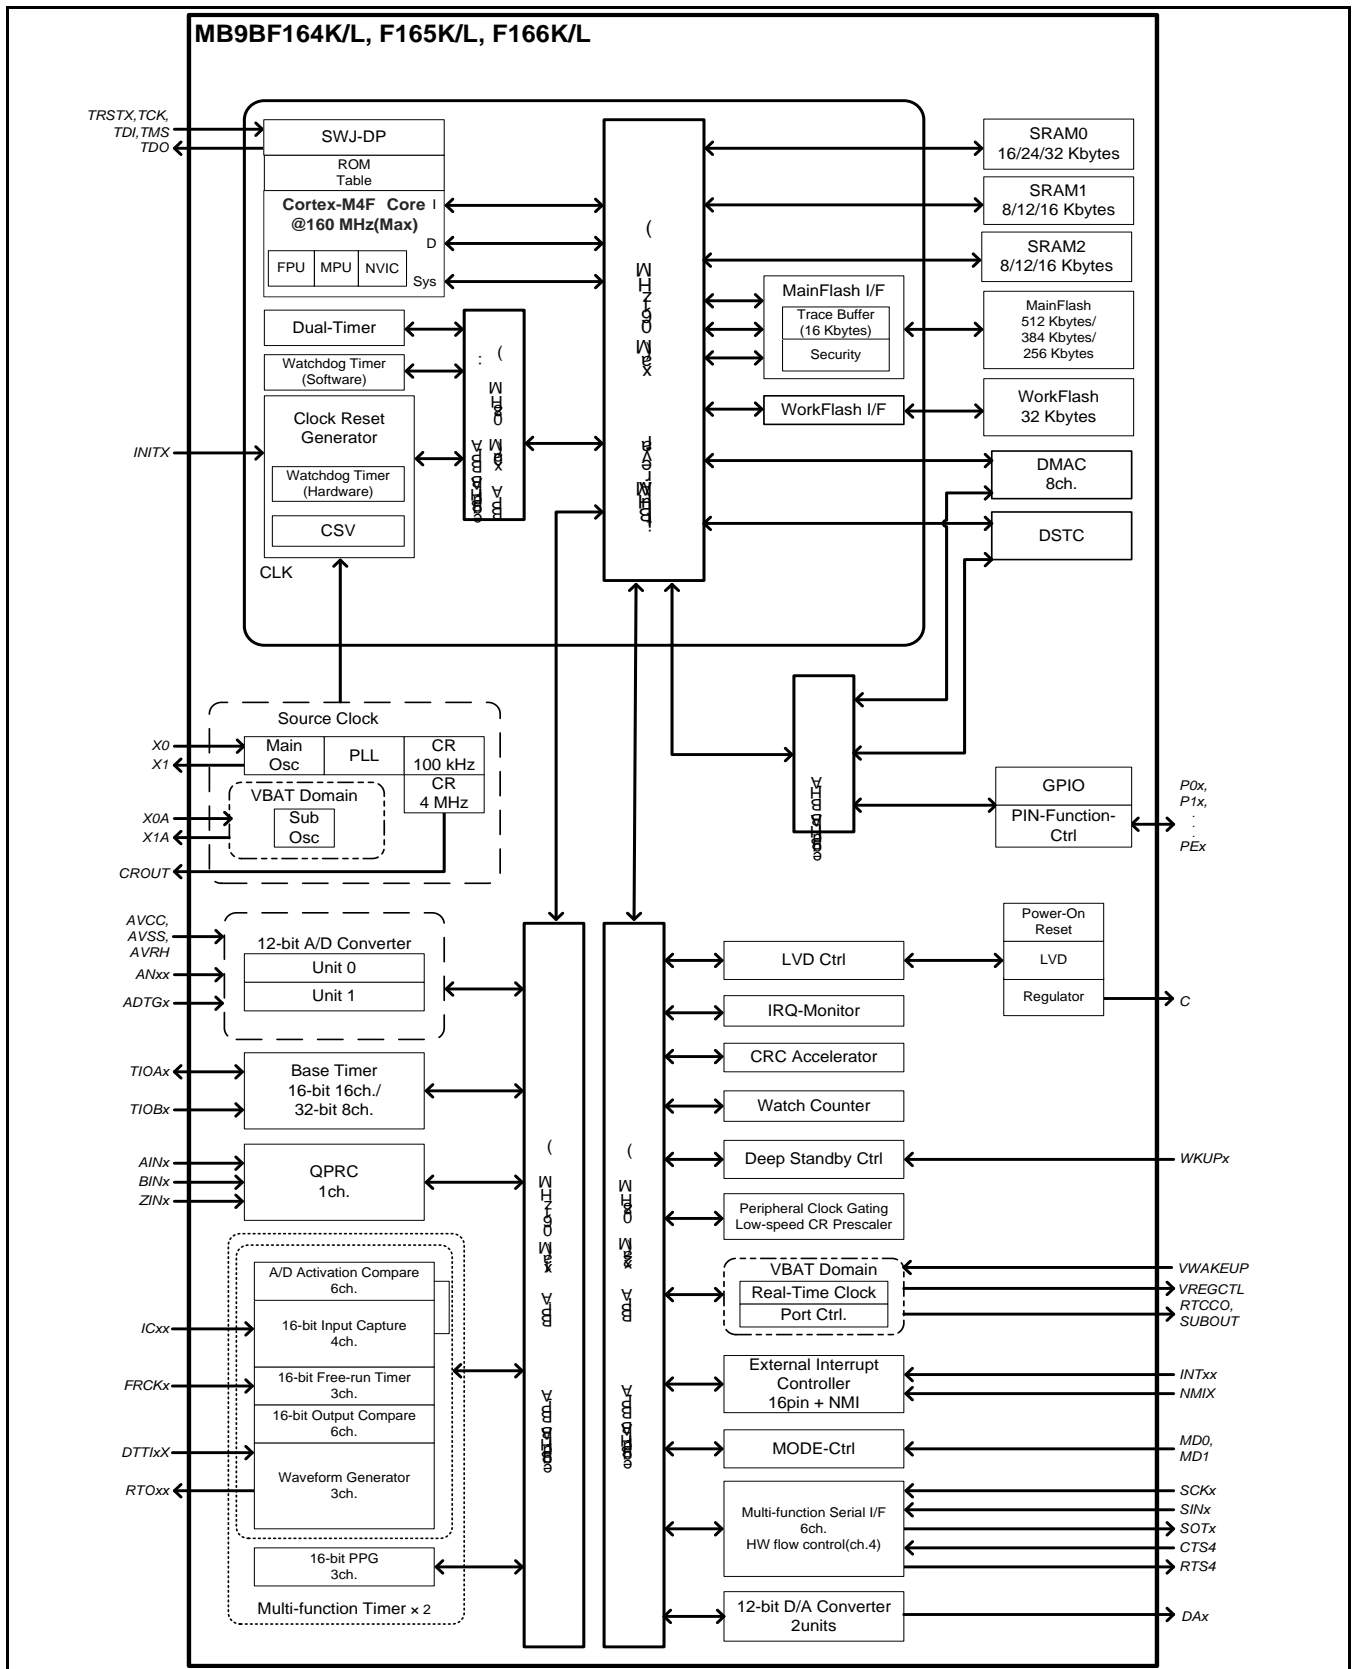 MB9BF164K/L, F165K/L, F166K/L
TRSTX,TCK,
TDI,TMS
TDO
SWJ-DP
ROM
Table
Cortex-M4F Core
@160 MHz(Max)
I
D
Sys
FPU
MPU
NVIC
Dual-Timer
Watchdog Timer
(Software)
INITX
Clock Reset
Generator
Watchdog Timer
(Hardware)
CSV
CLK
SRAM0
16/24/32 Kbytes
SRAM1
8/12/16 Kbytes
SRAM2
8/12/16 Kbytes
MainFlash I/F
Trace Buffer
(16 Kbytes)
Security
MainFlash
512 Kbytes/
384 Kbytes/
256 Kbytes
WorkFlash I/F
WorkFlash
32 Kbytes
DMAC
8ch.
DSTC
Source Clock
X0
X1
Main
Osc
PLL
CR
100 kHz
CR
4 MHz
VBAT Domain
Sub
Osc
X0A
X1A
CROUT
GPIO
PIN-Function-
Ctrl
P0x,
P1x,
.
.
PEx
AVCC,
AVSS,
AVRH
ANxx
ADTGx
12-bit A/D Converter
Unit 0
Unit 1
TIOAx
TIOBx
Base Timer
16-bit 16ch./
32-bit 8ch.
AINx
BINx
ZINx
QPRC
1ch.
A/D Activation Compare
6ch.
ICxx
16-bit Input Capture
4ch.
FRCKx
16-bit Free-run Timer
3ch.
16-bit Output Compare
6ch.
DTTIxX
RTOxx
Waveform Generator
3ch.
16-bit PPG
3ch.
Multi-function Timer × 2
LVD Ctrl
Power-On
Reset
LVD
Regulator
C
IRQ-Monitor
CRC Accelerator
Watch Counter
Deep Standby Ctrl
WKUPx
Peripheral Clock Gating
Low-speed CR Prescaler
VBAT Domain
Real-Time Clock
Port Ctrl.
VWAKEUP
VREGCTL
RTCCO,
SUBOUT
External Interrupt
Controller
16pin + NMI
INTxx
NMIX
MODE-Ctrl
MD0,
MD1
Multi-function Serial I/F
6ch.
HW flow control(ch.4)
SCKx
SINx
SOTx
CTS4
RTS4
12-bit D/A Converter
2units
DAx